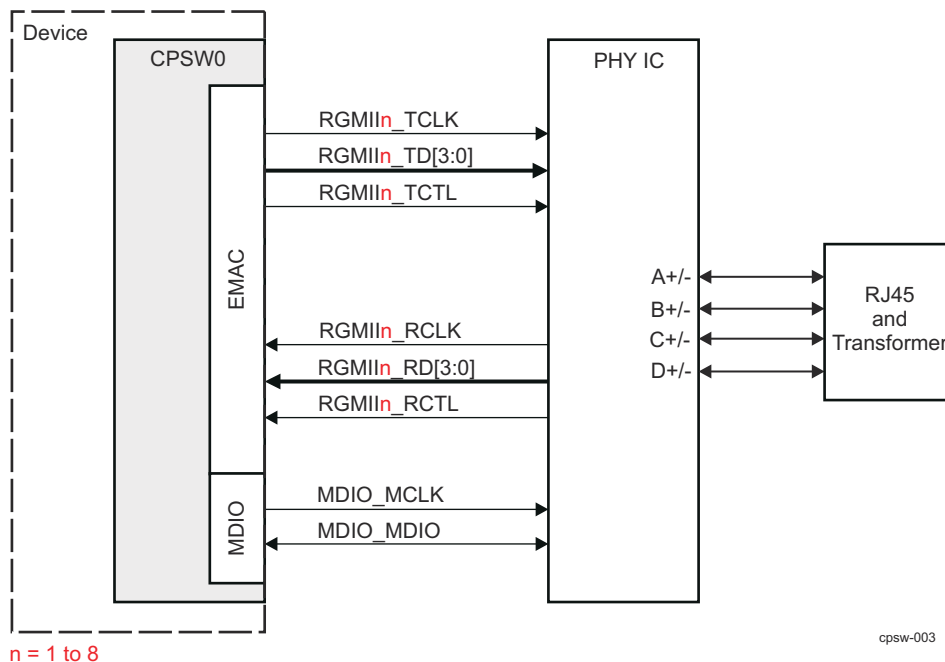 Device
CPSW0
PHY IC
RGMIIn_TCLK
RGMIIn_TD[3:0]
RGMIIn_TCTL
EMAC
A+/-
B+/-
C+/-
D+/-
RJ45
and
Transformer
RGMIIn_RCLK
RGMIIn_RD[3:0]
RGMIIn_RCTL
MDIO
MDIO_MCLK
MDIO_MDIO
cpsw-003
n = 1 to 8